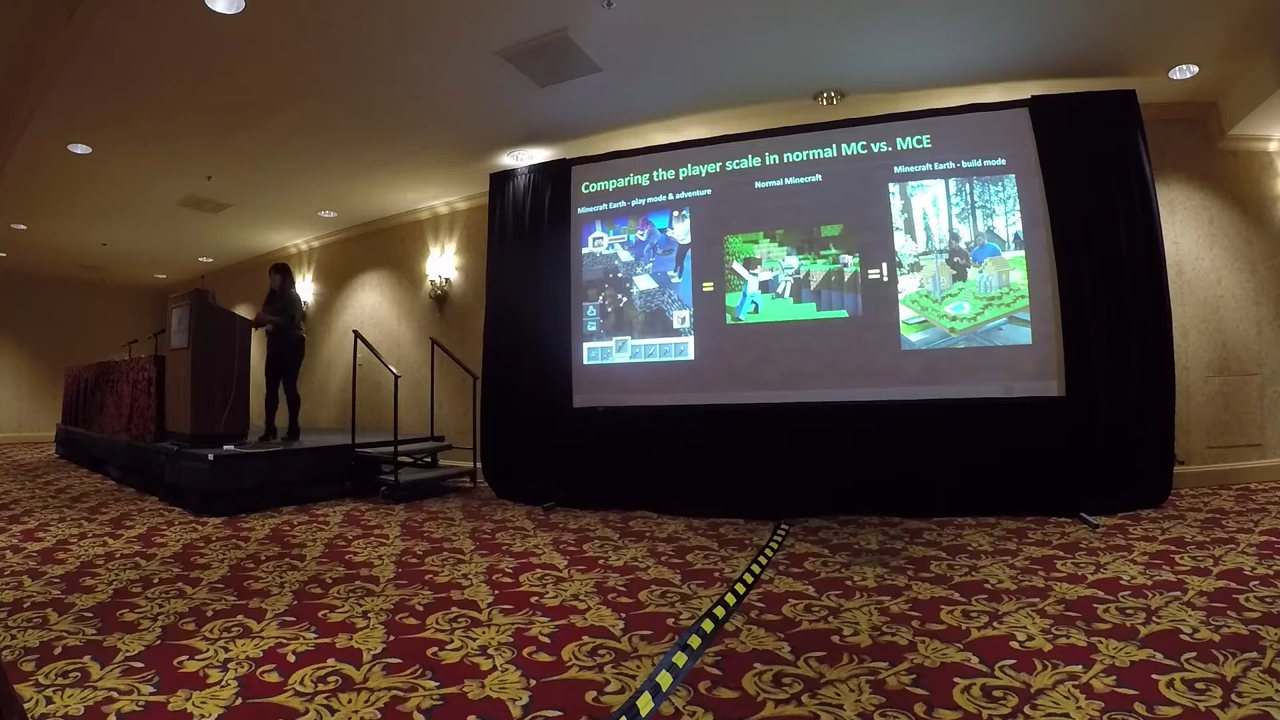 Comparing the player scale in normal MC vs. MCE
Minecraft Earth - play mode & adventure
Normal Minecraft
Minecraft Earth - build mode
=
=!